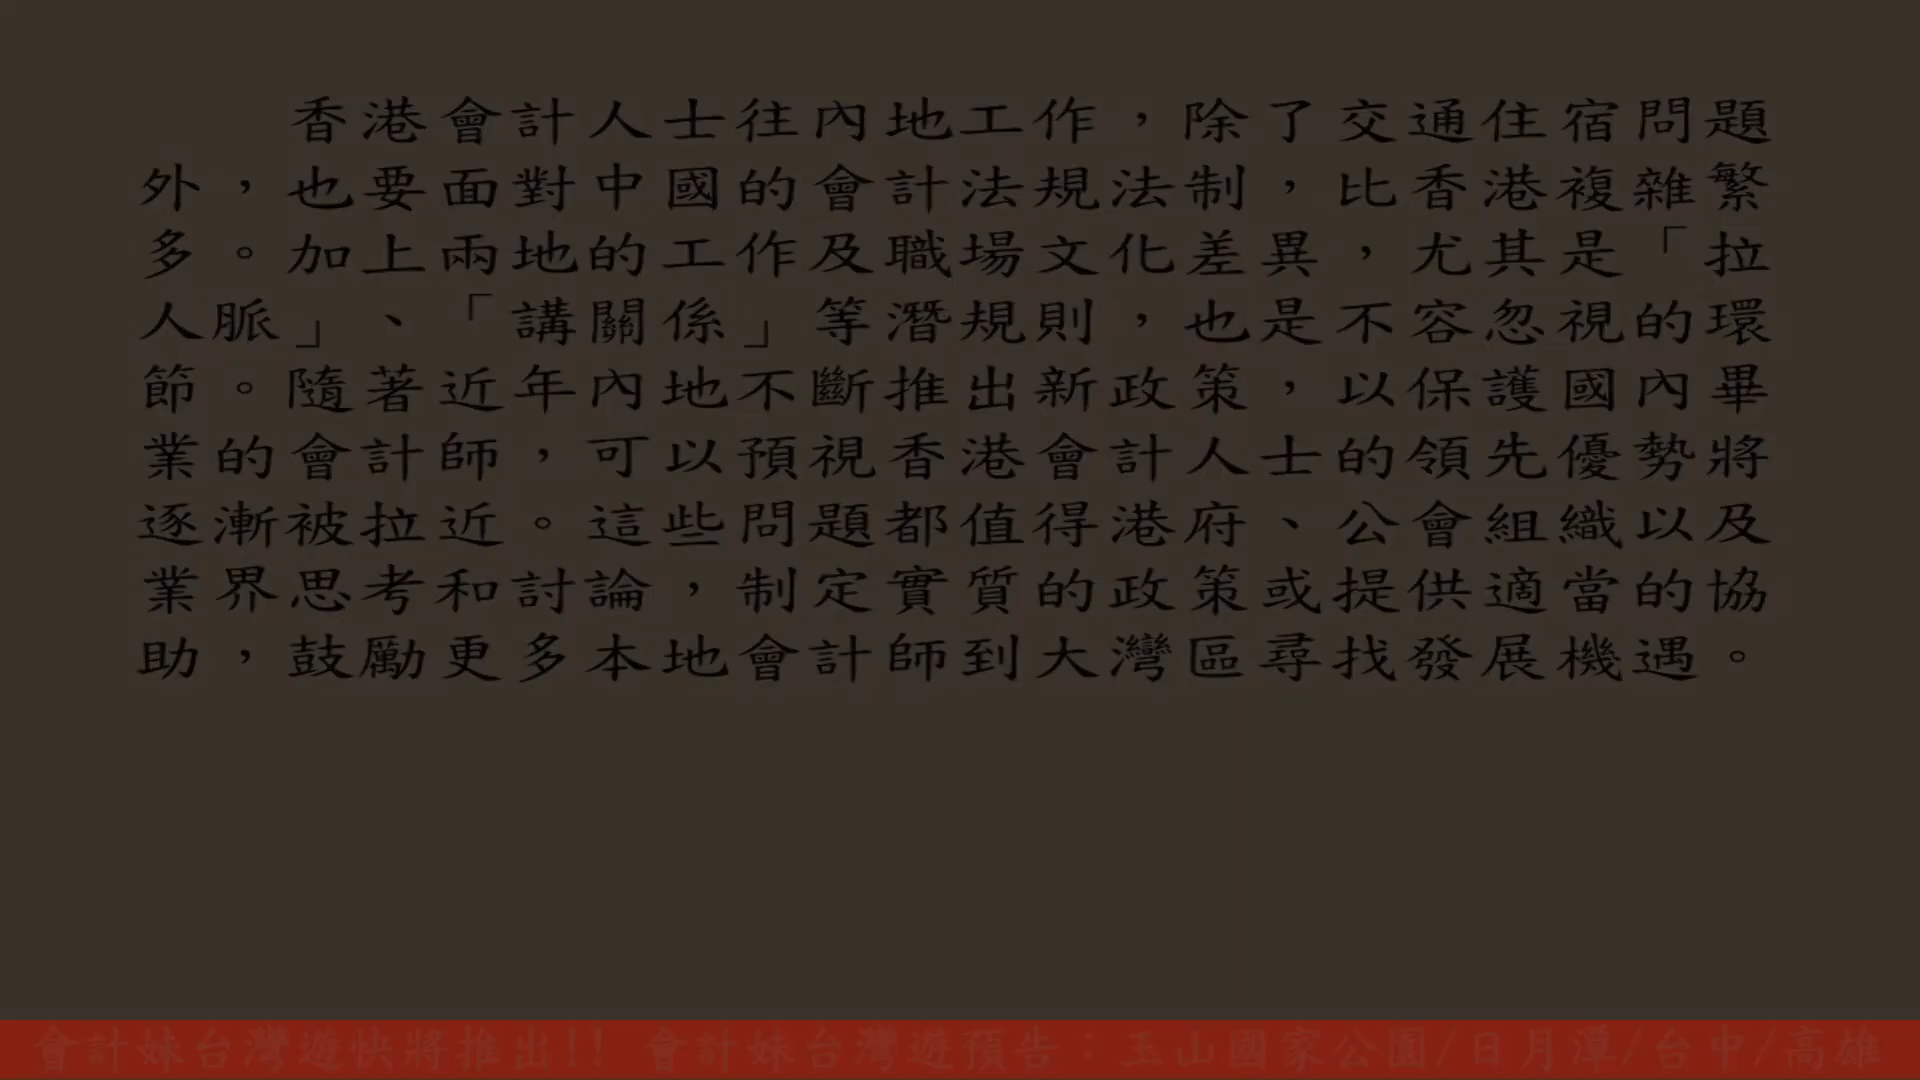 香港會計人士往內地工作，除了交通住宿問題
外，也要面對中國的會計法規法制，比香港複雜繁
多。加上兩地的工作及職場文化差異，尤其是「拉
人脈」、「講關係」等潛規則，也是不容忽視的環
節。隨著近年內地不斷推出新政策，以保護國內畢
業的會計師，可以預視香港會計人士的領先優勢將
逐漸被拉近。這些問題都值得港府、公會組織以及
業界思考和討論，制定實質的政策或提供適當的協
助，鼓勵更多本地會計師到大灣區尋找發展機遇。
會計妹台灣遊快將推出!! 會計妹台灣遊預告：玉山國家公園/日月潭/台中/高雄